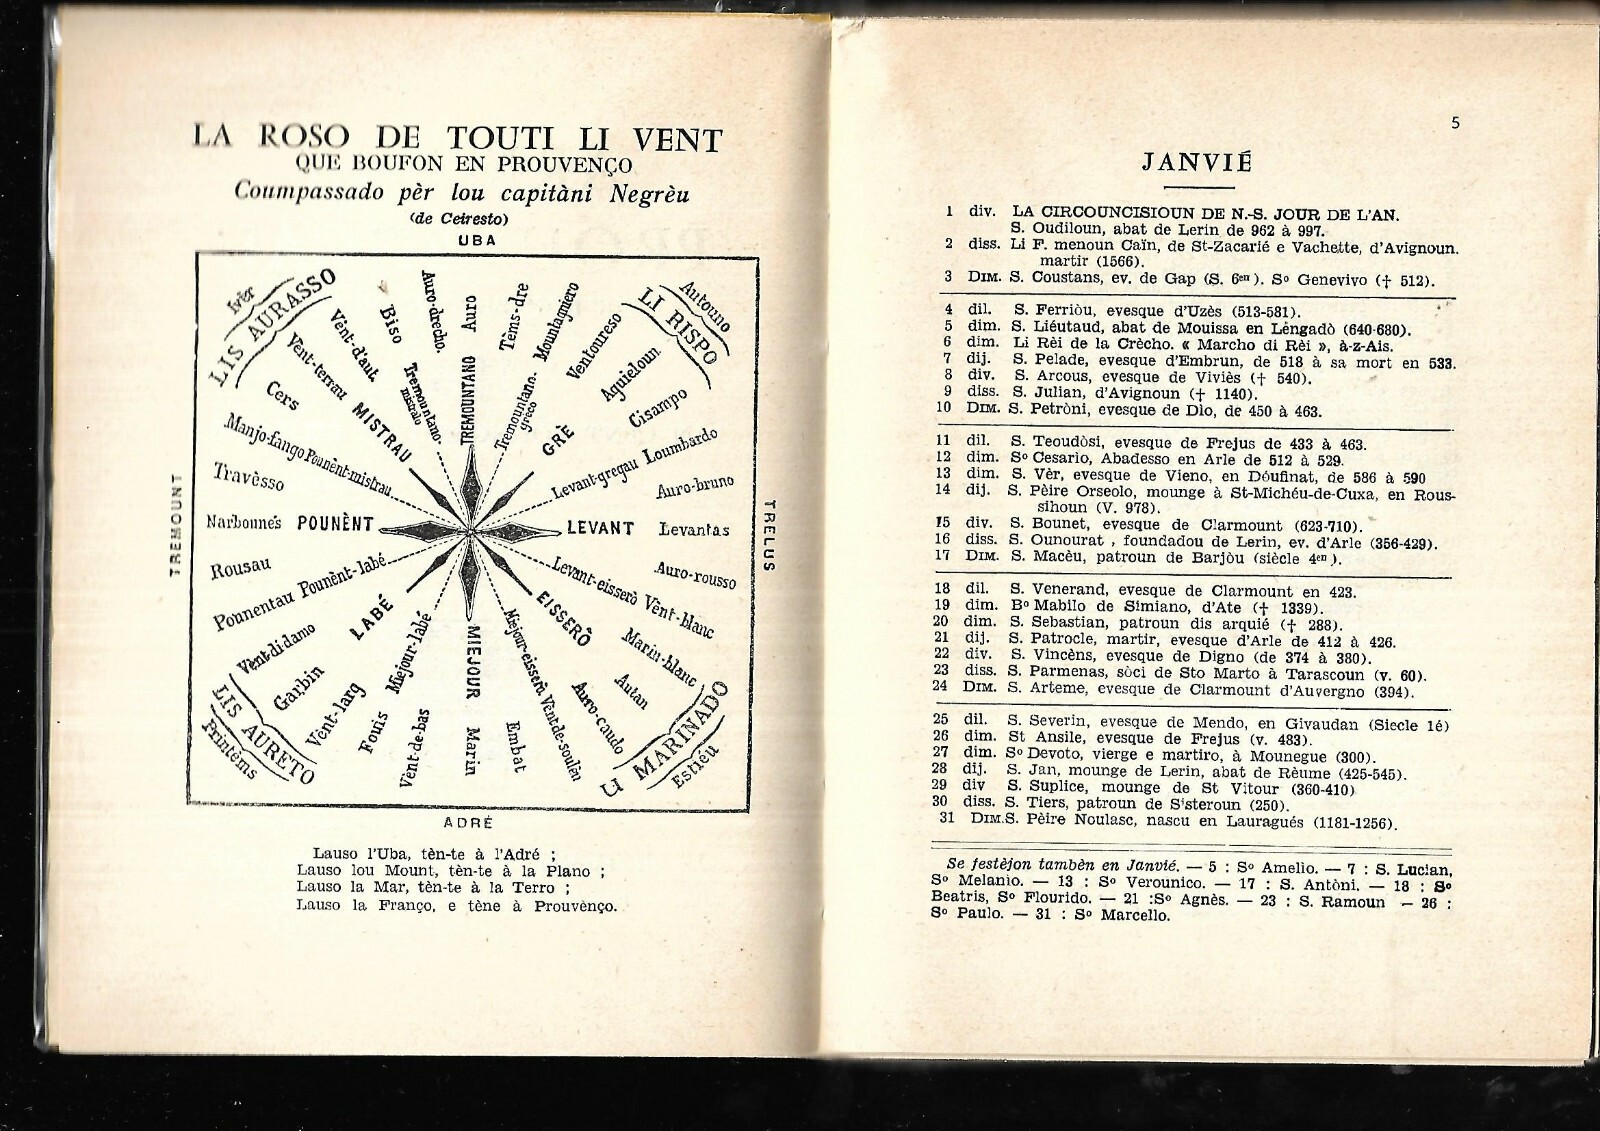 LA ROSO DE TOUTI LI VENT
QUE BOUFON EN PROUVENÇO
Coumpassado pèr lou capitàni Negrèu
(de Ceiresto)
UBA
Ivèr
LIS AURASSO
Vènt-terrau
Vènt-d'aut
Biso
Auro-drecho.
Auro
Tèms-dre
Mountagniero
Ventoureso
LI RISPO
Autouno
Aguieloun
Cisampo
Cers
MISTRAU
Tremountano-
mistralo
TREMOUNTANO
Tremountano-
greco
GRÈ
Manjo-fango
Pounènt-mistrau
Levant-gregau
Loumbardo
Travèsso
Auro-bruno
TREMOUNT
Narbounés
POUNÈNT
LEVANT
Levantas
TRELUS
Rousau
Auro-rousso
Pounentau
Pounènt-labé
Levant-eisserò
Vènt-blanc
Vènt-di-damo
LABÉ
EISSERÒ
Marin-blanc
Garbin
Miejour-labé
MIEJOUR
Miejour-eisserò
Autan
LIS AURETO
Printèms
Vènt-larg
Fouis
Vènt-de-bas
Marin
Embat
Vènt-de-soulèu
Auro-caudo
LI MARINADO
Estiéu
ADRÉ
Lauso l'Uba, tèn-te à l'Adré ;
Lauso lou Mount, tèn-te à la Plano ;
Lauso la Mar, tèn-te à la Terro ;
Lauso la Franço, e tène à Prouvènço.
5
JANVIÉ
1 div. LA CIRCOUNCISIOUN DE N.-S. JOUR DE L'AN.
S. Oudiloun, abat de Lerin de 962 à 997.
2 diss. Li F. menoun Caïn, de St-Zacarié e Vachette, d'Avignoun.
martir (1566).
3 DIM. S. Coustans, ev. de Gap (S. 6en). So Genevivo († 512).
4 dil. S. Ferriòu, evesque d'Uzès (513-581).
5 dim. S. Liéutaud, abat de Mouissa en Léngadò (640-680).
6 dim. Li Rèi de la Crècho. « Marcho di Rèi », à-z-Ais.
7 dij. S. Pelade, evesque d'Embrun, de 518 à sa mort en 533.
8 div. S. Arcous, evesque de Viviès († 540).
9 diss. S. Julian, d'Avignoun († 1140).
10 DIM. S. Petròni, evesque de Dìo, de 450 à 463.
11 dil. S. Teoudòsi, evesque de Frejus de 433 à 463.
12 dim. So Cesario, Abadesso en Arle de 512 à 529.
13 dim. S. Vèr, evesque de Vieno, en Dóufinat, de 586 à 590
14 dij. S. Pèire Orseolo, mounge à St-Michéu-de-Cuxa, en Rous-
sihoun (V. 978).
15 div. S. Bounet, evesque de Clarmount (623-710).
16 diss. S. Ounourat , foundadou de Lerin, ev. d'Arle (356-429).
17 DIM. S. Macèu, patroun de Barjòu (siècle 4en).
18 dil. S. Venerand, evesque de Clarmount en 423.
19 dim. Bo Mabilo de Simiano, d'Ate († 1339).
20 dim. S. Sebastian, patroun dis arquié († 288).
21 dij. S. Patrocle, martir, evesque d'Arle de 412 à 426.
22 div. S. Vincèns, evesque de Digno (de 374 à 380).
23 diss. S. Parmenas, sòci de Sto Marto à Tarascoun (v. 60).
24 DIM. S. Arteme, evesque de Clarmount d'Auvergno (394).
25 dil. S. Severin, evesque de Mendo, en Givaudan (Siecle 1é)
26 dim. St Ansile, evesque de Frejus (v. 483).
27 dim. So Devoto, vierge e martiro, à Mounegue (300).
28 dij. S. Jan, mounge de Lerin, abat de Rèume (425-545).
29 div S. Suplice, mounge de St Vitour (360-410)
30 diss. S. Tiers, patroun de Sisteroun (250).
31 DIM.S. Pèire Noulasc, nascu en Lauragués (1181-1256).
Se festèjon tambèn en Janvié. — 5 : So Amelìo. — 7 : S. Lucian,
So Melanìo. — 13 : So Verounico. — 17 : S. Antòni. — 18 : So
Beatris, So Flourido. — 21 :So Agnès. — 23 : S. Ramoun — 26 :
So Paulo. — 31 : So Marcello.